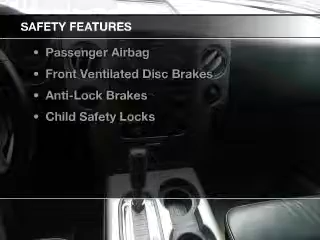 SAFETY FEATURES
• Passenger Airbag
• Front Ventilated Disc Brakes
• Anti-Lock Brakes
• Child Safety Locks